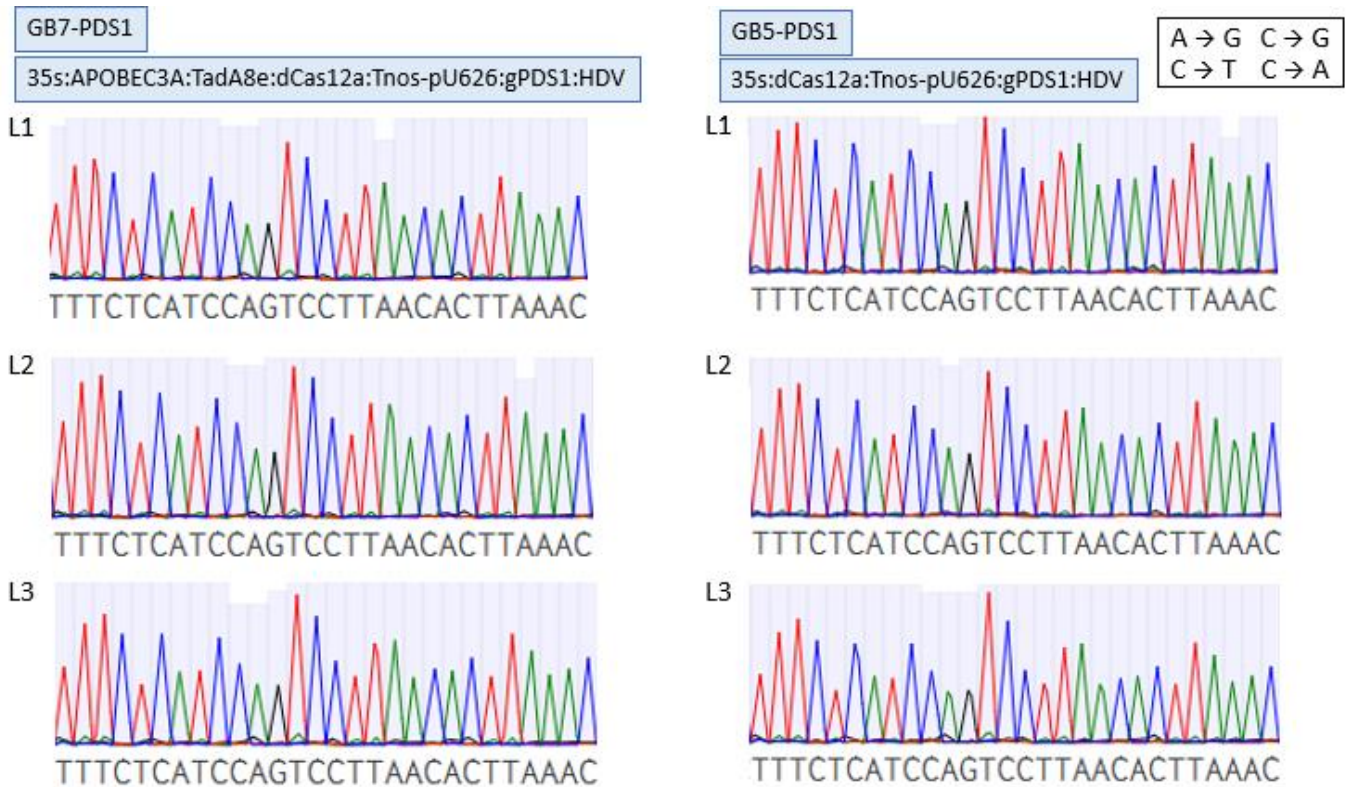 GB7-PDS1
35s:APOBEC3A:TadA8e:dCas12a:Tnos-pU626:gPDS1:HDV
L1
TTTCTCATCCAGTCCTTAACACTTAAAC
L2
TTTCTCATCCAGTCCTTAACACTTAAAC
L3
TTTCTCATCCAGTCCTTAACACTTAAAC
GB5-PDS1
35s:dCas12a:Tnos-pU626:gPDS1:HDV
A → G C → G
C → T C → A
L1
TTTCTCATCCAGTCCTTAACACTTAAAC
L2
TTTCTCATCCAGTCCTTAACACTTAAAC
L3
TTTCTCATCCAGTCCTTAACACTTAAAC